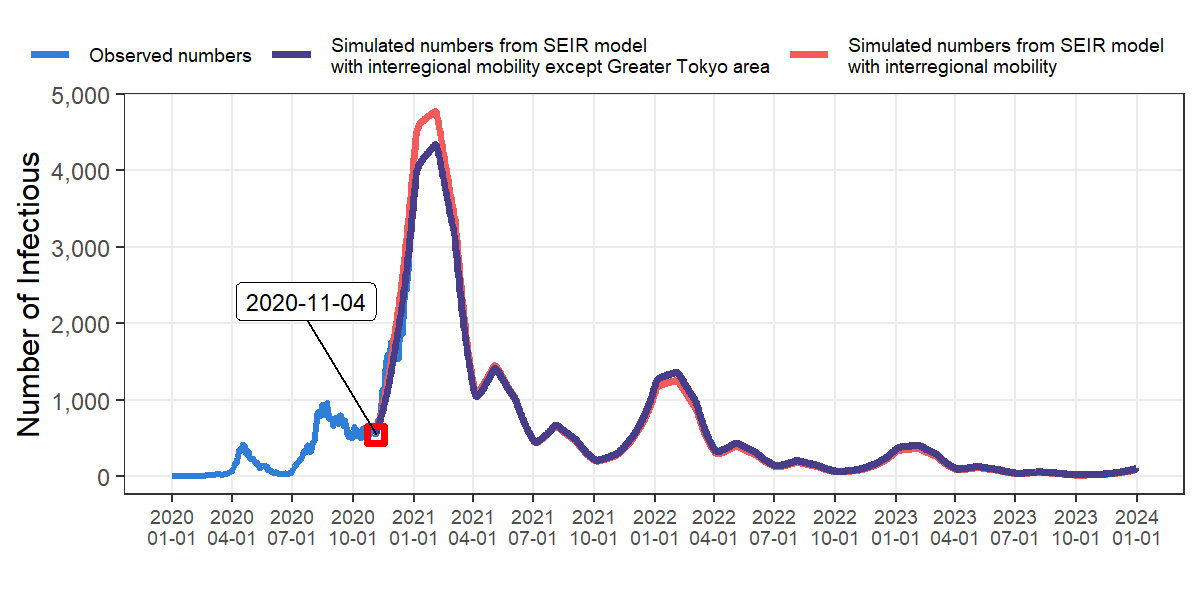 Observed numbers
Simulated numbers from SEIR model
with interregional mobility except Greater Tokyo area
Simulated numbers from SEIR model
with interregional mobility
Number of Infectious
5,000
4,000
3,000
2,000
1,000
0
2020-11-04
2020 2020 2020 2020 2021 2021 2021 2021 2022 2022 2022 2022 2023 2023 2023 2023 2024
01-01 04-01 07-01 10-01 01-01 04-01 07-01 10-01 01-01 04-01 07-01 10-01 01-01 04-01 07-01 10-01 01-01